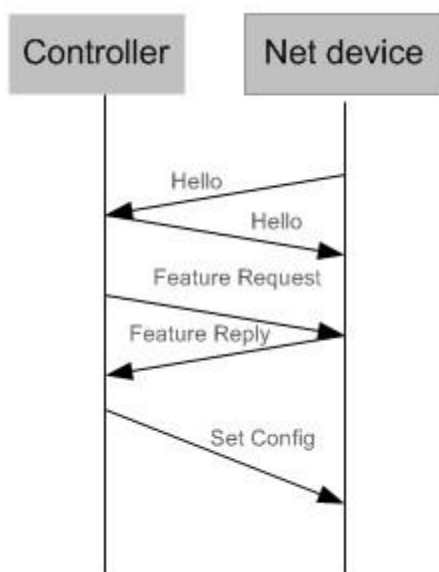 Controller
Net device
Hello
Hello
Feature Request
Feature Reply
Set Config